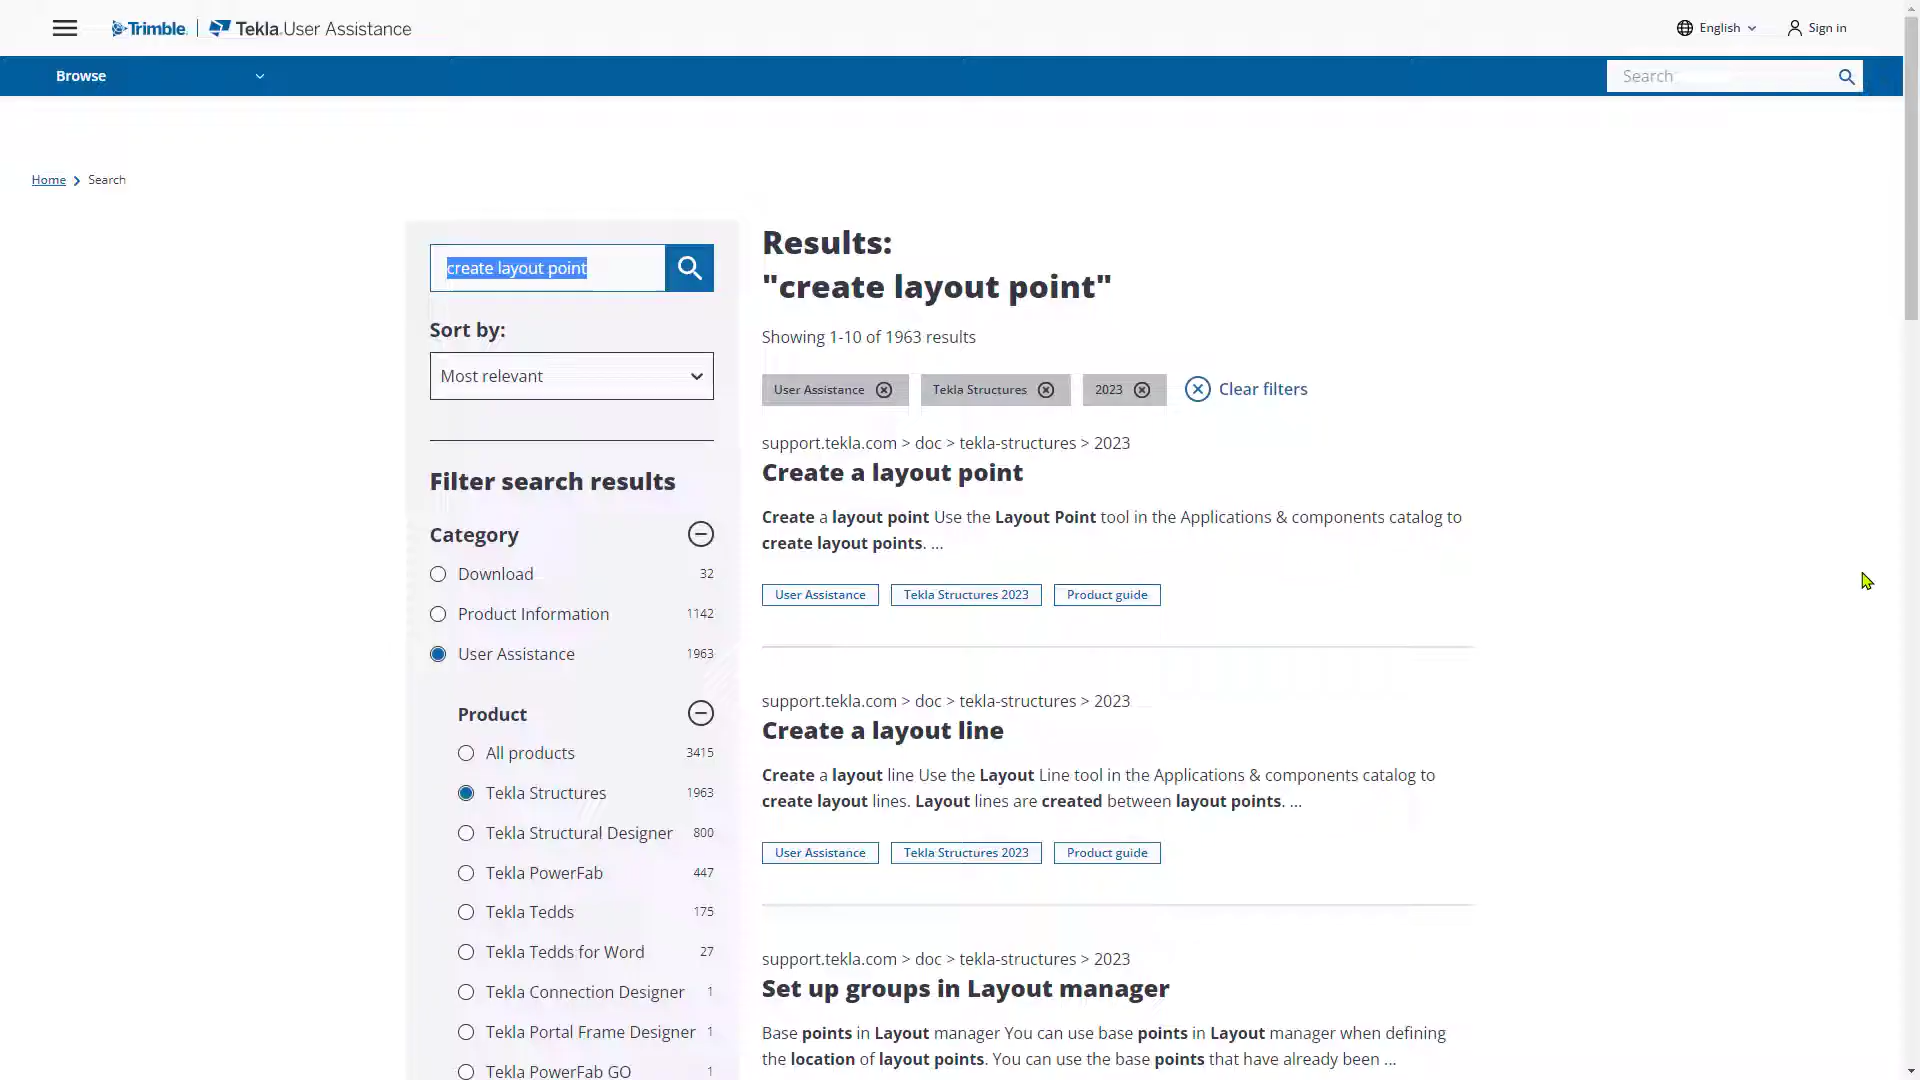 Trimble. Tekla User Assistance
English
Sign in
Browse
Search
Home > Search
create layout point
Sort by:
Most relevant
Filter search results
Category
Download 32
Product Information 1142
User Assistance 1963
Product
All products 3415
Tekla Structures 1963
Tekla Structural Designer 800
Tekla PowerFab 447
Tekla Tedds 175
Tekla Tedds for Word 27
Tekla Connection Designer 1
Tekla Portal Frame Designer 1
Tekla PowerFab GO 1
Results:
"create layout point"
Showing 1-10 of 1963 results
User Assistance
Tekla Structures
2023
Clear filters
support.tekla.com > doc > tekla-structures > 2023
Create a layout point
Create a layout point Use the Layout Point tool in the Applications & components catalog to
create layout points. ...
User Assistance
Tekla Structures 2023
Product guide
support.tekla.com > doc > tekla-structures > 2023
Create a layout line
Create a layout line Use the Layout Line tool in the Applications & components catalog to
create layout lines. Layout lines are created between layout points. ...
User Assistance
Tekla Structures 2023
Product guide
support.tekla.com > doc > tekla-structures > 2023
Set up groups in Layout manager
Base points in Layout manager You can use base points in Layout manager when defining
the location of layout points. You can use the base points that have already been ...